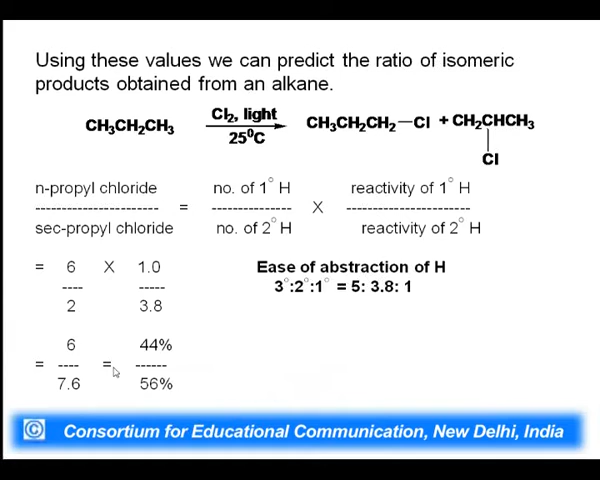 Using these values we can predict the ratio of isomeric
products obtained from an alkane.
CH₃CH₂CH₃ Cl₂, light CH₃CH₂CH₂—Cl + CH₂CHCH₃
25⁰C
Cl
n-propyl chloride no. of 1° H reactivity of 1° H
= X
sec-propyl chloride no. of 2° H reactivity of 2° H
= 6 X 1.0
2 3.8
Ease of abstraction of H
3°:2°:1° = 5: 3.8: 1
6 44%
= =
7.6 56%
© Consortium for Educational Communication, New Delhi, India